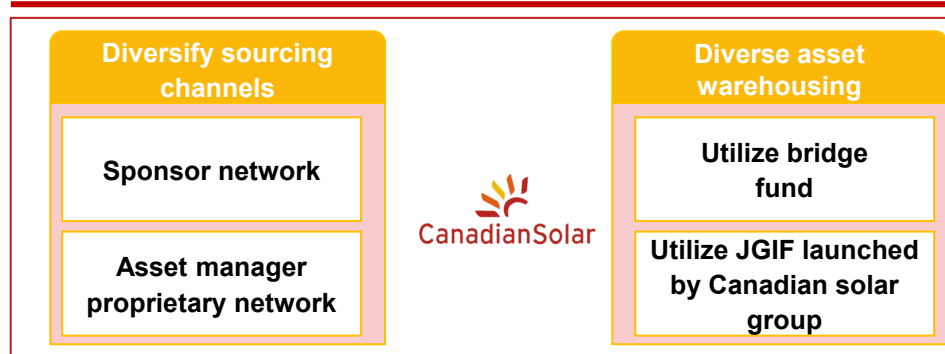 Diversify sourcing
channels
Sponsor network
Asset manager
proprietary network
CanadianSolar
Diverse asset
warehousing
Utilize bridge
fund
Utilize JGIF launched
by Canadian solar
group